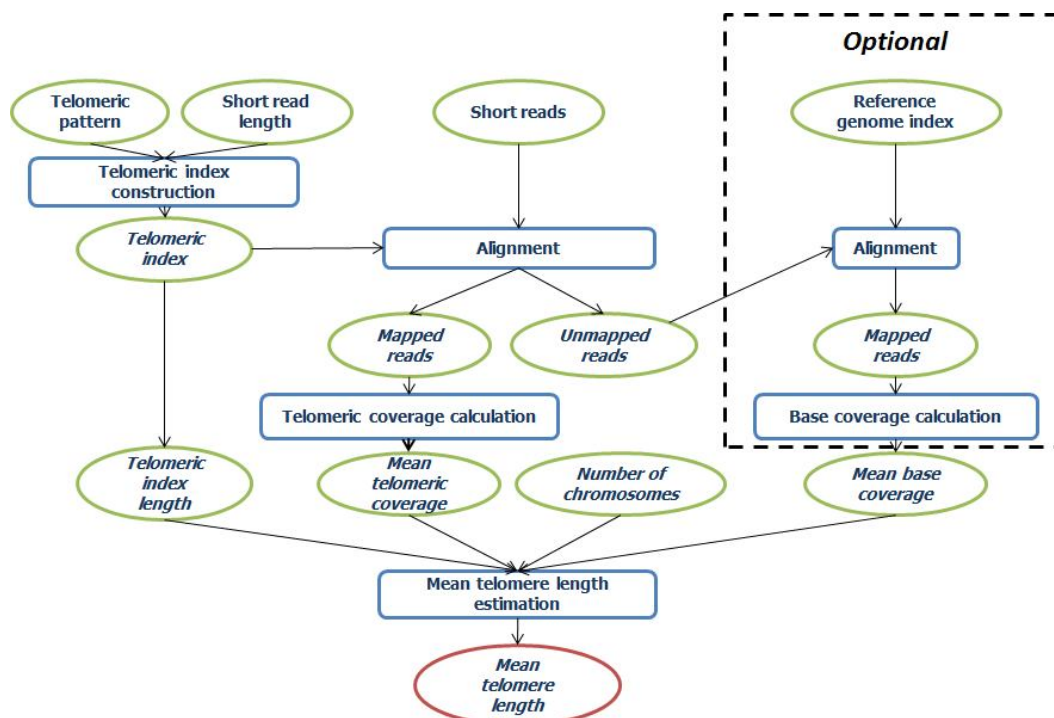 Optional
Telomeric
pattern
Short read
length
Short reads
Reference
genome index
Telomeric index
construction
Telomeric
index
Alignment
Alignment
Mapped
reads
Unmapped
reads
Mapped
reads
Telomeric coverage calculation
Base coverage calculation
Telomeric
index
length
Mean
telomeric
coverage
Number of
chromosomes
Mean base
coverage
Mean telomere length
estimation
Mean
telomere
length